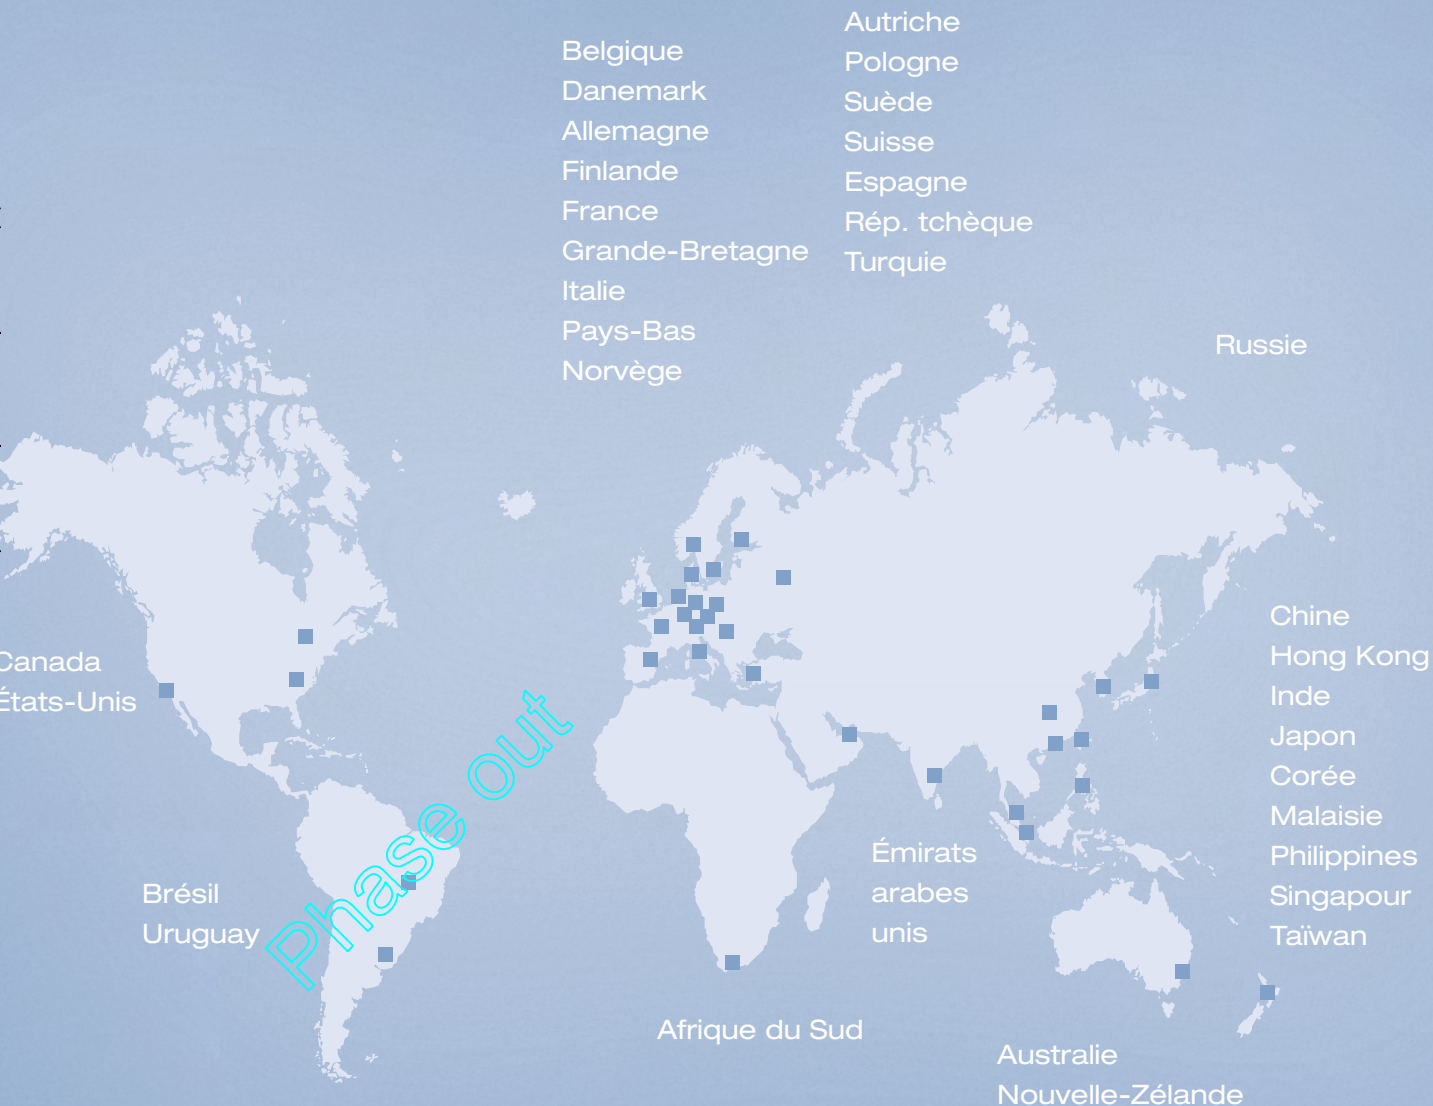 Autriche
Pologne
Suède
Suisse
Espagne
Rép. tchèque
Turquie
Belgique
Danemark
Allemagne
Finlande
France
Grande-Bretagne
Italie
Pays-Bas
Norvège
Russie
Canada
États-Unis
Chine
Hong Kong
Inde
Japon
Corée
Malaisie
Philippines
Singapour
Taïwan
Phase out
Brésil
Uruguay
Émirats
arabes
unis
Afrique du Sud
Australie
Nouvelle-Zélande